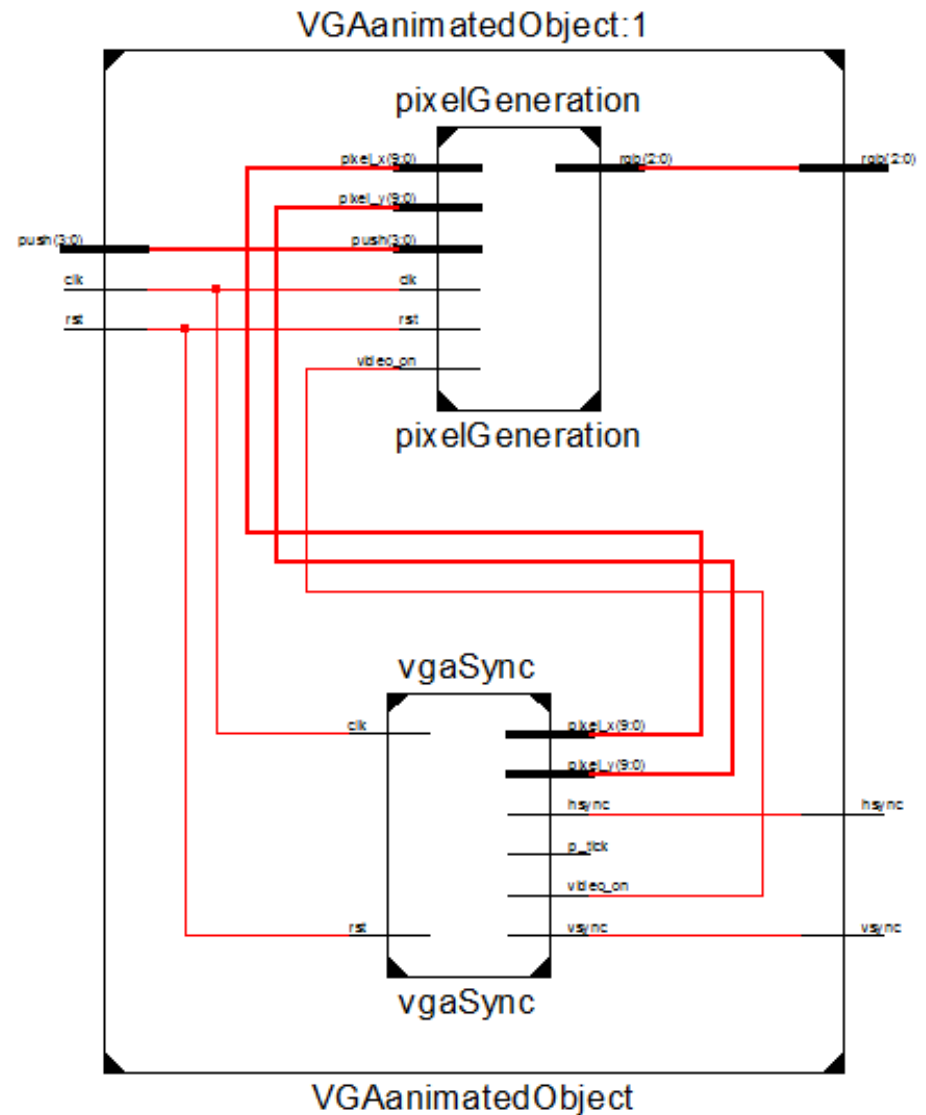 VGAanimatedObject:1
pixelGeneration
pixel_x(9:0)
rgb(2:0)
rgb(2:0)
pixel_y(9:0)
push(3:0)
push(3:0)
clk
clk
rst
rst
video_on
pixelGeneration
vgaSync
clk
pixel_x(9:0)
pixel_y(9:0)
hsync
hsync
p_tick
video_on
rst
vsync
vsync
vgaSync
VGAanimatedObject